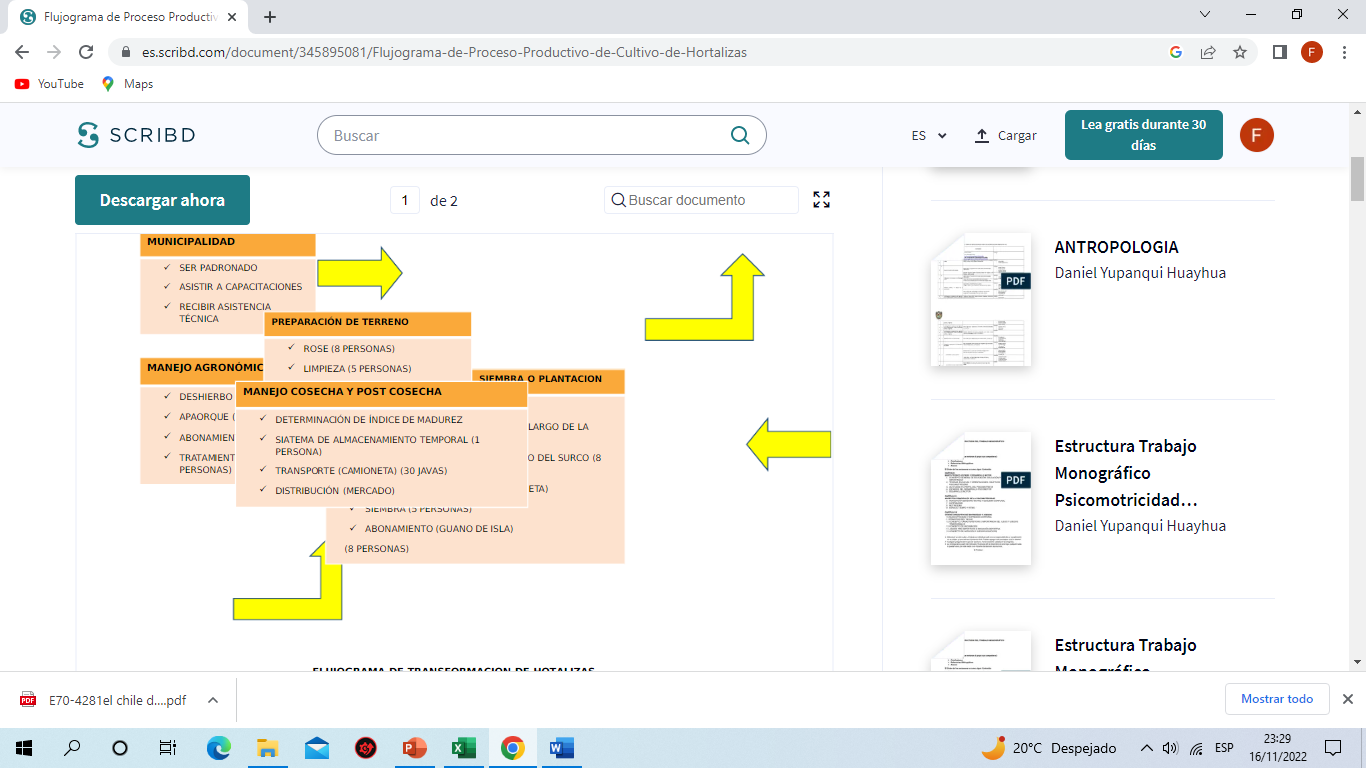 Flujograma de Proceso Productiv
es.scribd.com/document/345895081/Flujograma-de-Proceso-Productivo-de-Cultivo-de-Hortalizas
F
YouTube
Maps
SCRIBD
Buscar
ES
Cargar
Lea gratis durante 30
días
F
Descargar ahora
1 de 2
Buscar documento
MUNICIPALIDAD
✓ SER PADRONADO
✓ ASISTIR A CAPACITACIONES
✓ RECIBIR ASISTENCIA
TÉCNICA
PREPARACIÓN DE TERRENO
✓ ROSE (8 PERSONAS)
✓ LIMPIEZA (5 PERSONAS)
MANEJO AGRONÓMIC
✓ DESHIERBO
✓ APAORQUE (
✓ ABONAMIEN
✓ TRATAMIENT
PERSONAS)
SIEMBRA O PLANTACION
LARGO DE LA
O DEL SURCO (8
ETA)
MANEJO COSECHA Y POST COSECHA
✓ DETERMINACIÓN DE ÍNDICE DE MADUREZ
✓ SIATEMA DE ALMACENAMIENTO TEMPORAL (1
PERSONA)
✓ TRANSPORTE (CAMIONETA) (30 JAVAS)
✓ DISTRIBUCIÓN (MERCADO)
✓ SIEMBRA (5 PERSONAS)
✓ ABONAMIENTO (GUANO DE ISLA)
(8 PERSONAS)
FLUJOGRAMA DE TRANSFORMACION DE HOTALIZAS
PDF
ANTROPOLOGIA
Daniel Yupanqui Huayhua
PDF
Estructura Trabajo
Monográfico
Psicomotricidad...
Daniel Yupanqui Huayhua
Estructura Trabajo
Monográfico
PDF
E70-4281el chile d....pdf
Mostrar todo
20°C Despejado
ESP
23:29
16/11/2022